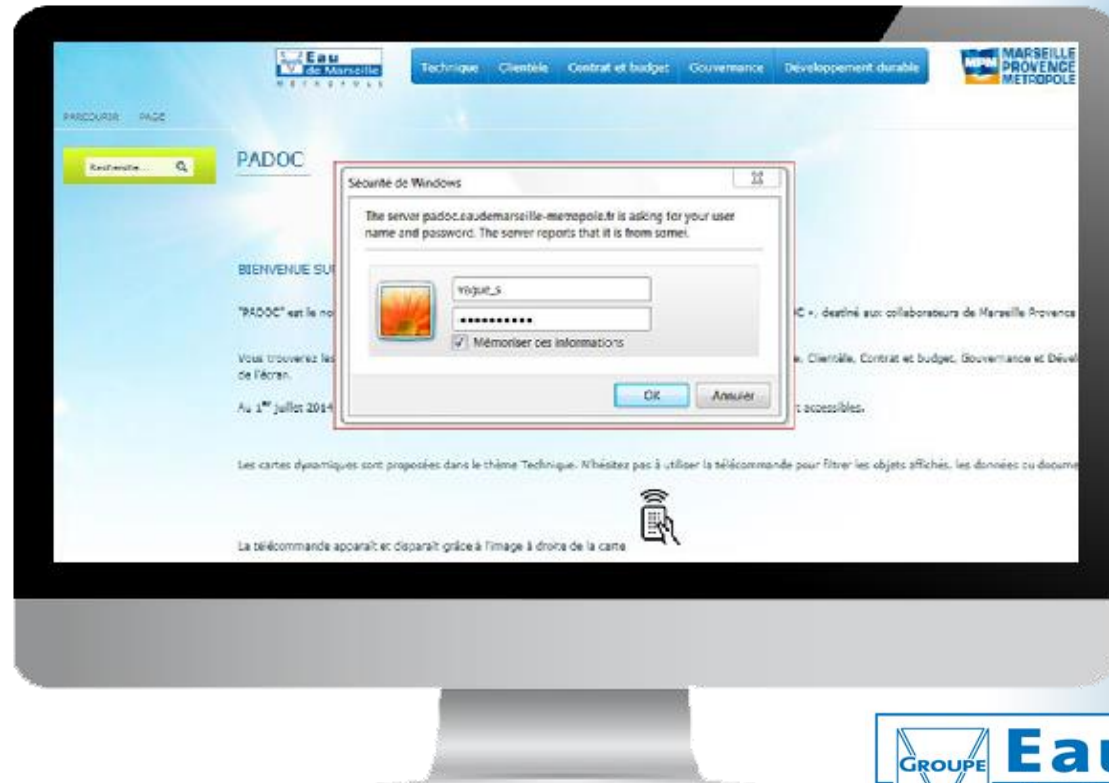 Eau
de Marseille
METROPOLE
Technique Clientèle Contrat et budget Gouvernance Développement durable
MPM MARSEILLE
PROVENCE
METROPOLE
PARCOURIR PAGE
Recherche...
PADOC
Sécurité de Windows
The server padoc.eaudemarseille-metropole.fr is asking for your user
name and password. The server reports that it is from somei.
vague_s
••••••••••
Mémoriser ces informations
OK Annuler
BIENVENUE SU
"PADOC" est le no
C », destiné aux collaborateurs de Marseille Provence
Vous trouverez les
e, Clientèle, Contrat et budget, Gouvernance et Dével
de l'écran.
Au 1er juillet 2014
t accessibles.
Les cartes dynamiques sont proposées dans le thème Technique. N'hésitez pas à utiliser la télécommande pour filtrer les objets affichés, les données ou docume
La télécommande apparaît et disparaît grâce à l'image à droite de la carte
GROUPE Eau